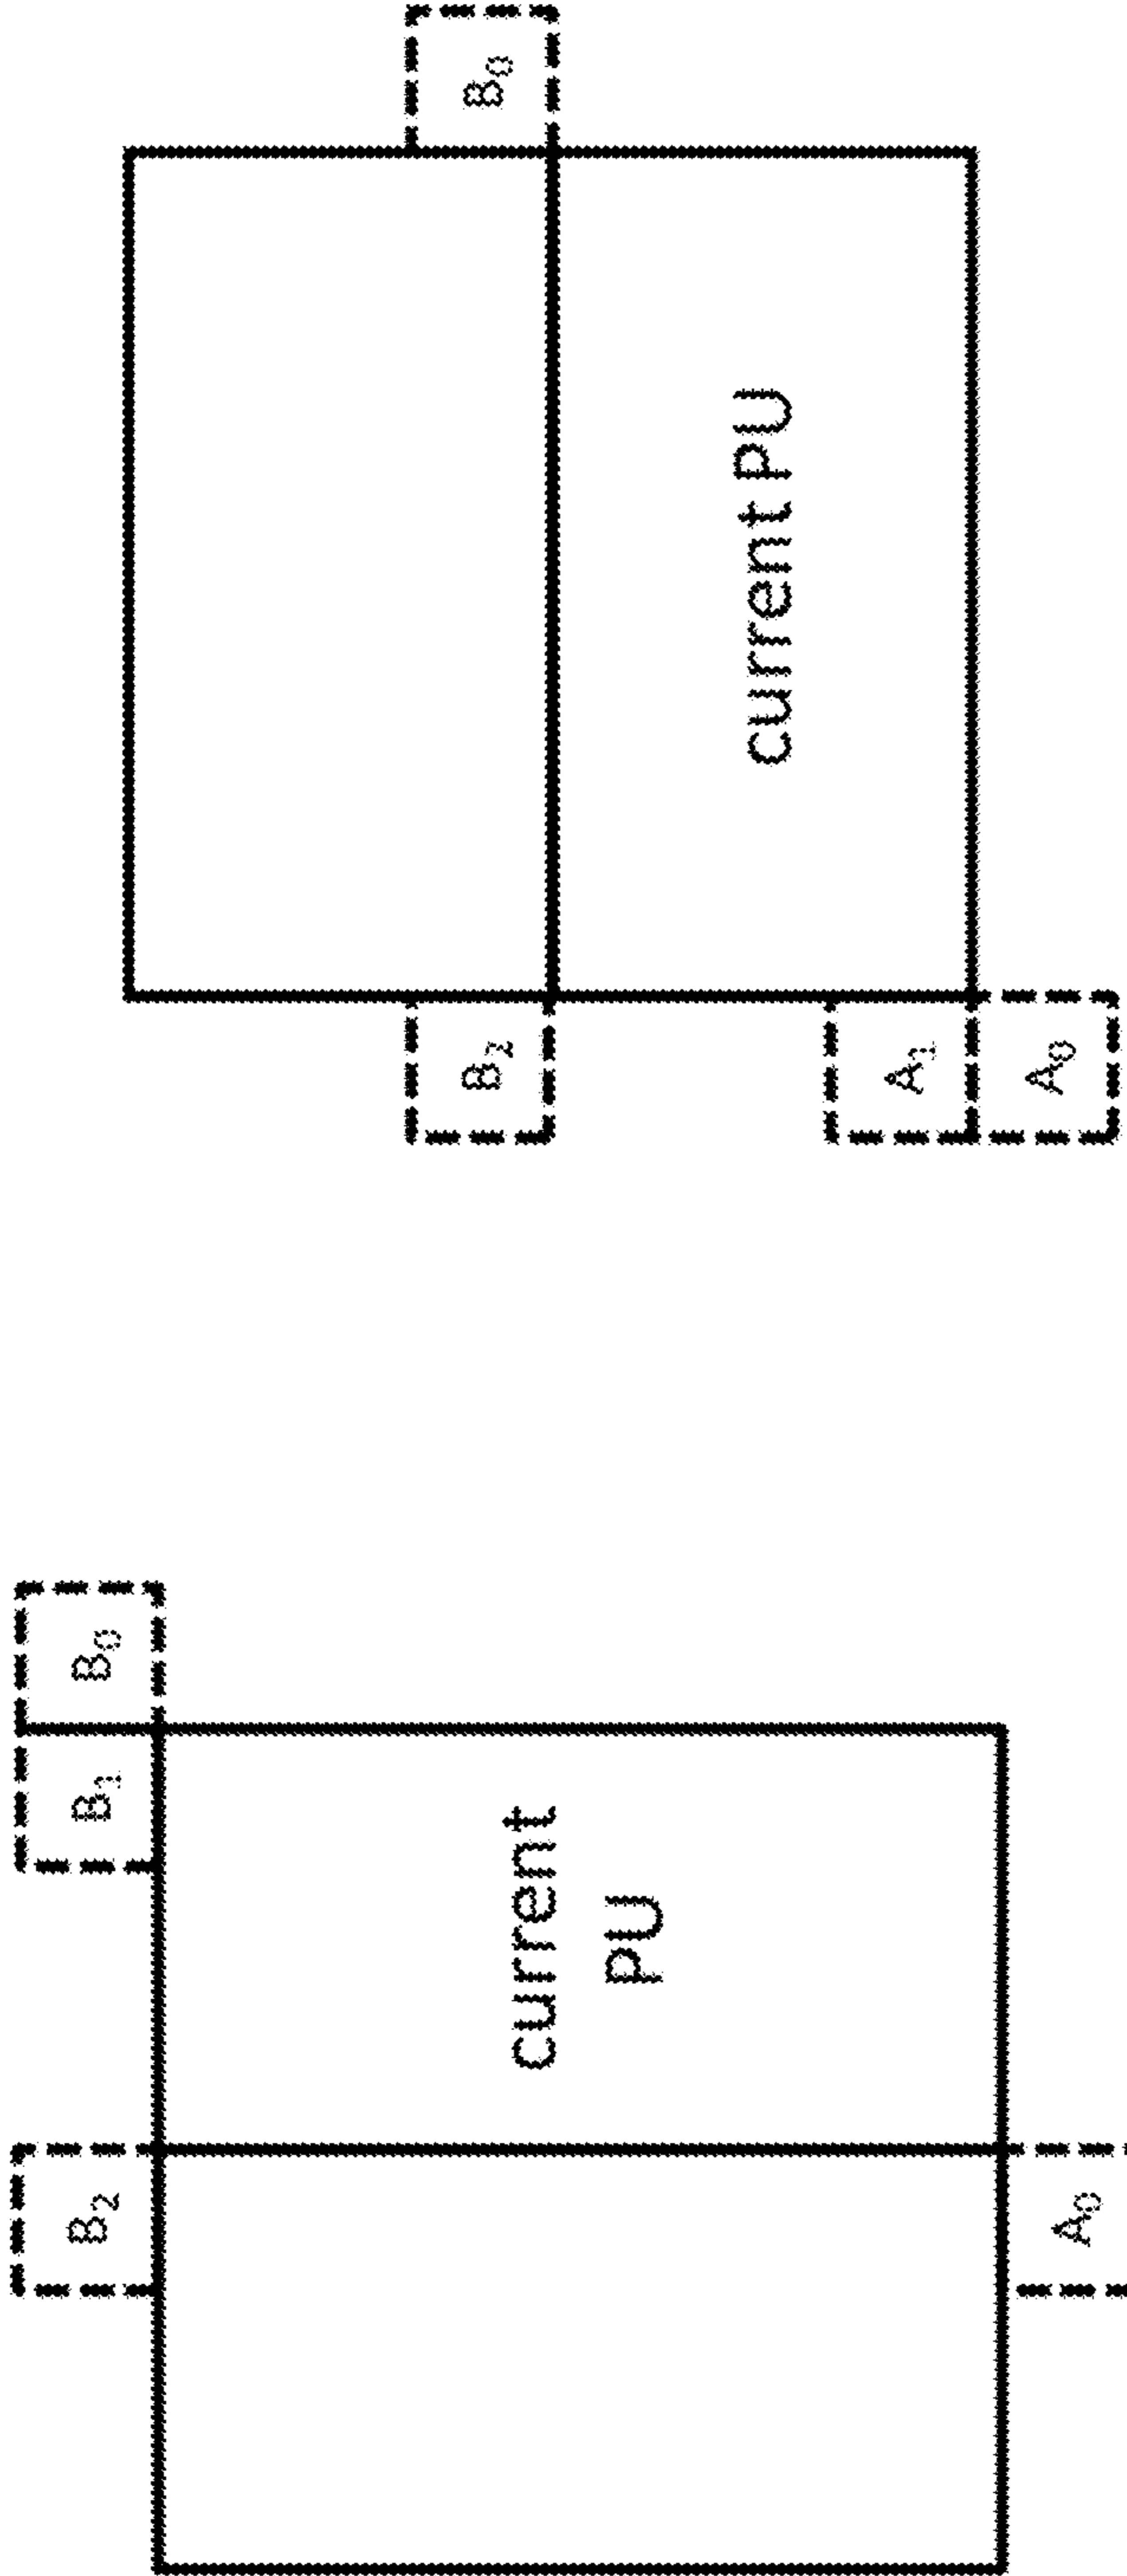 B₂
B₁
B₀
current
PU
A₀
B₂
B₀
current PU
A₁
A₀